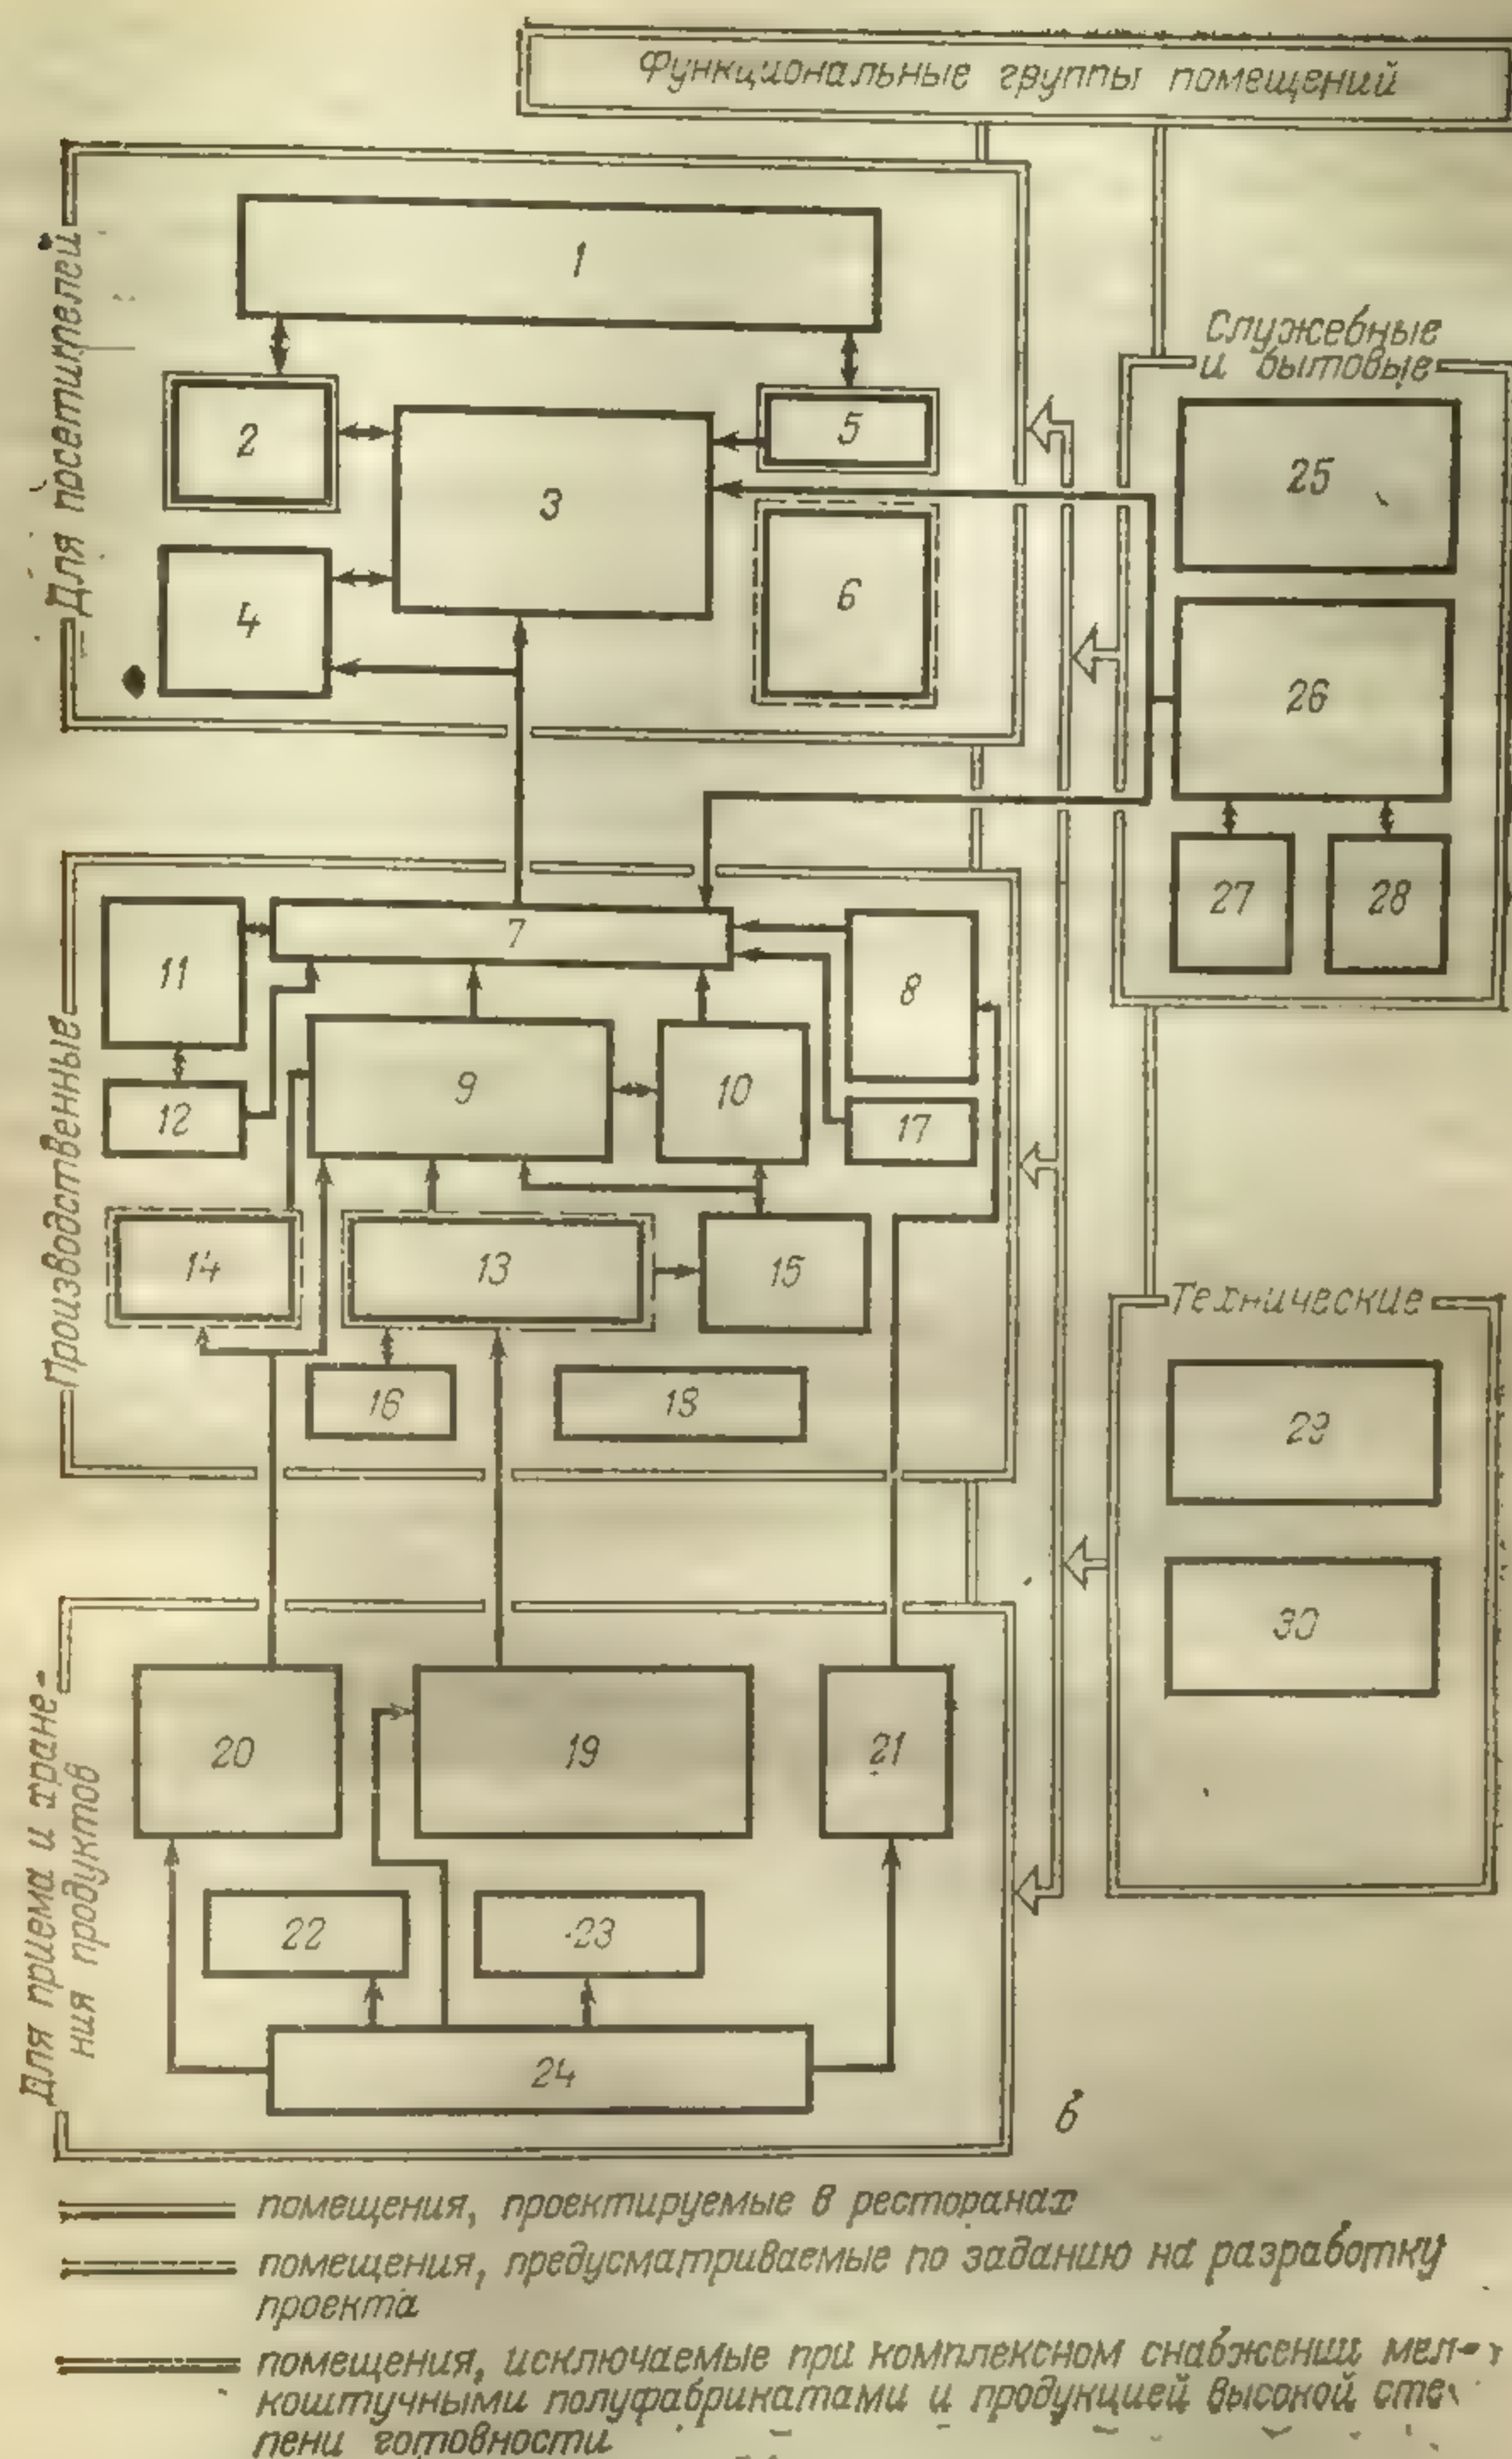 Функциональные группы помещений
Для посетителей
1
2
3
4
5
6
Служебные
и бытовые
25
26
27
28
Производственные
7
8
9
10
11
12
17
14
13
15
16
18
Технические
29
30
Для приема и хране-
ния продуктов
20
19
21
22
23
24
в
помещения, проектируемые в ресторанах
помещения, предусматриваемые по заданию на разработку
проекта
помещения, исключаемые при комплексном снабжении мел-
коштучными полуфабрикатами и продукцией высокой сте
пени готовности